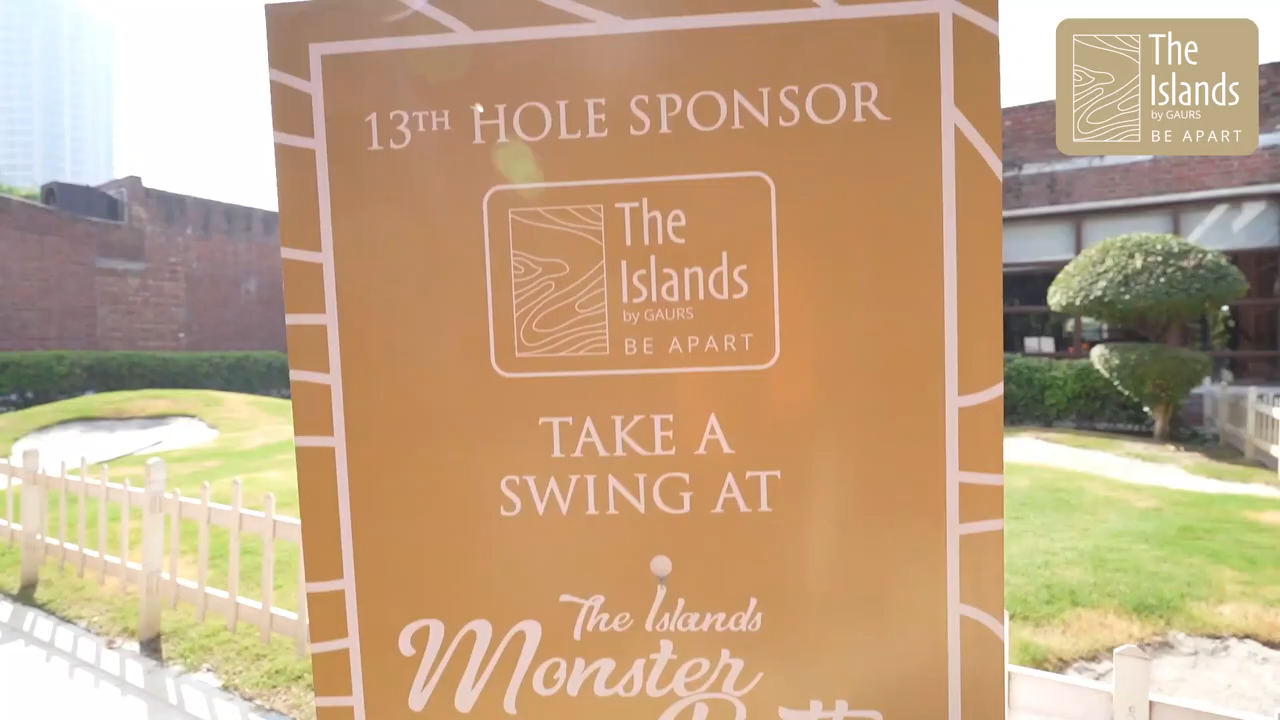 13TH HOLE SPONSOR
The
Islands
by GAURS
BE APART
TAKE A
SWING AT
The Islands
Monster
The
Islands
by GAURS
BE APART